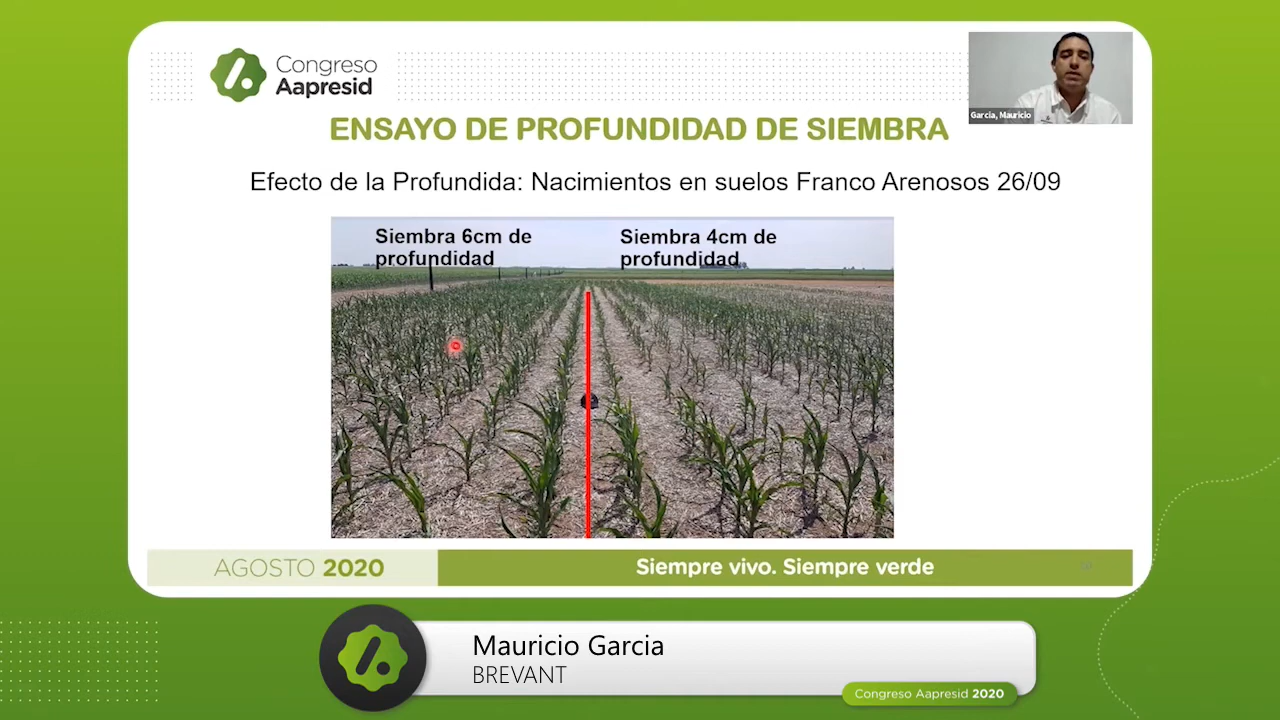 Congreso
Aapresid
Garcia, Mauricio
ENSAYO DE PROFUNDIDAD DE SIEMBRA
Efecto de la Profundida: Nacimientos en suelos Franco Arenosos 26/09
Siembra 6cm de
profundidad
Siembra 4cm de
profundidad
AGOSTO 2020
Siempre vivo. Siempre verde
Mauricio Garcia
BREVANT
Congreso Aapresid 2020